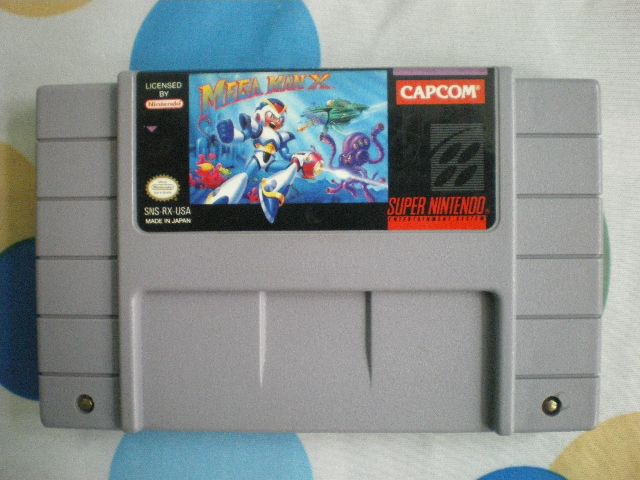 LICENSED
BY
Nintendo
MEGA MAN X
CAPCOM
SNS-RX-USA
MADE IN JAPAN
SUPER NINTENDO
ENTERTAINMENT SYSTEM